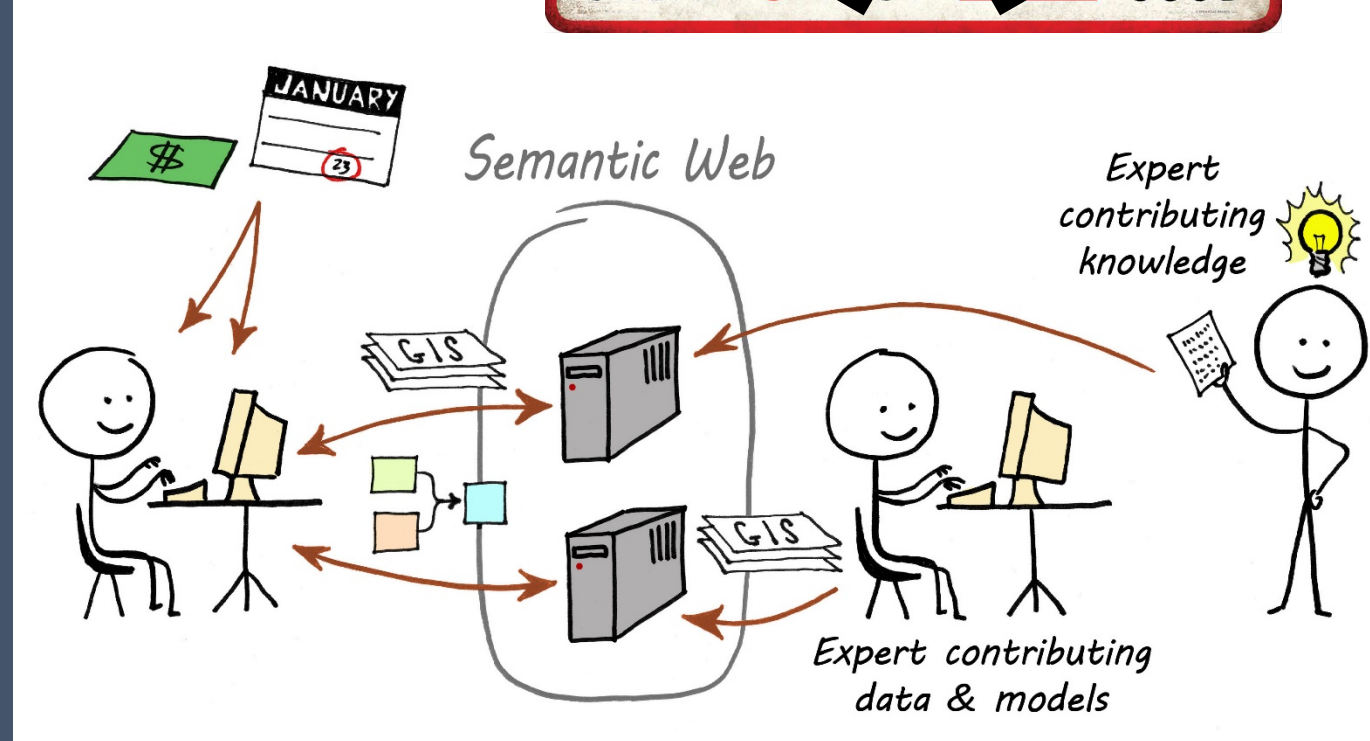 JANUARY
23
$
Semantic Web
Expert
contributing
knowledge
GIS
GIS
Expert contributing
data & models